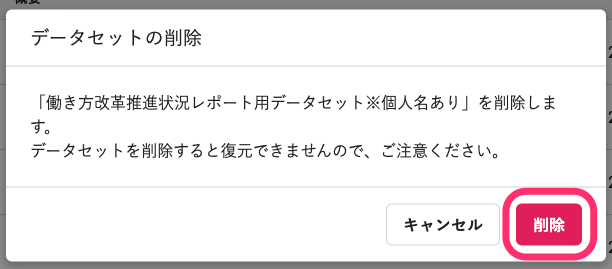 データセットの削除
「働き方改革推進状況レポート用データセット※個人名あり」を削除しま
す。
データセットを削除すると復元できませんので、ご注意ください。
キャンセル
削除